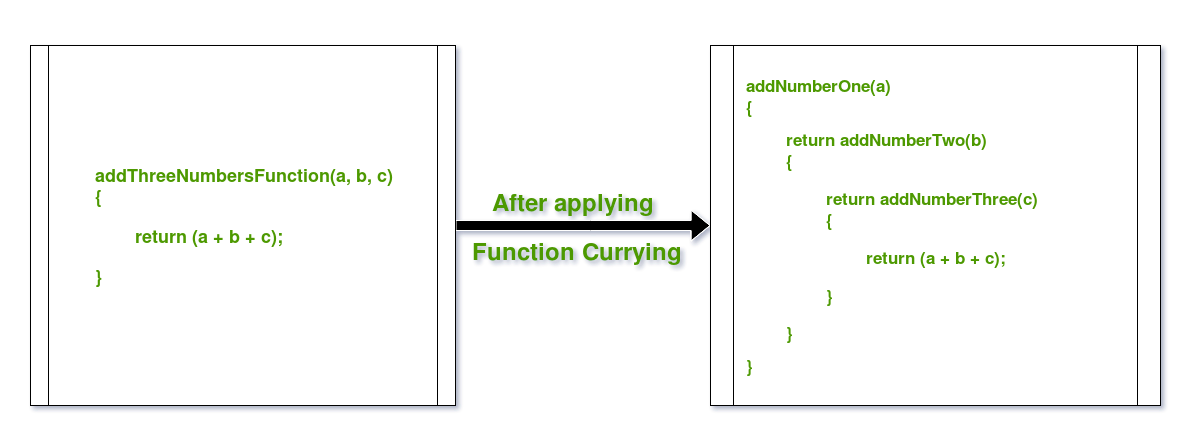 addThreeNumbersFunction(a, b, c)
{
return (a + b + c);
}
After applying
Function Currying
addNumberOne(a)
{
return addNumberTwo(b)
{
return addNumberThree(c)
{
return (a + b + c);
}
}
}